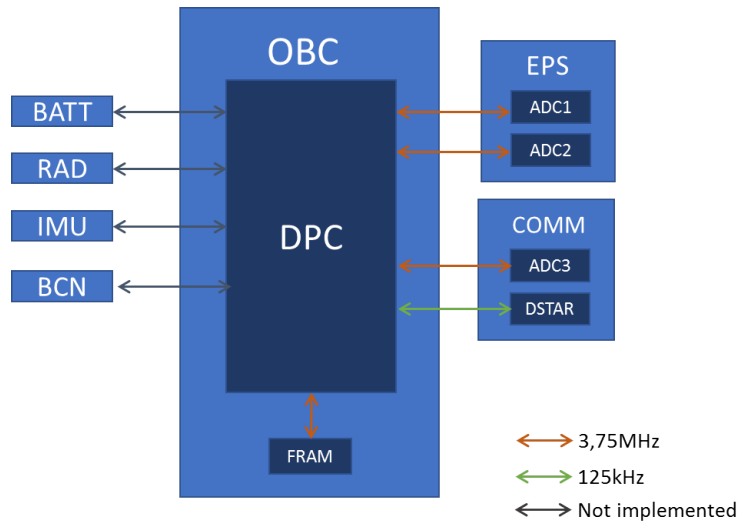 OBC
DPC
FRAM
BATT
RAD
IMU
BCN
EPS
ADC1
ADC2
COMM
ADC3
DSTAR
3,75MHz
125kHz
Not implemented